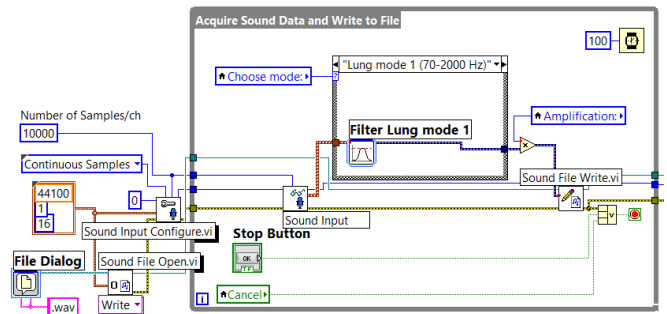 Acquire Sound Data and Write to File
100
"Lung mode 1 (70-2000 Hz)"
Choose mode:
?
Number of Samples/ch
10000
Amplification:
Filter Lung mode 1
Continuous Samples
Sound File Write.vi
44100
1
16
0
Sound Input
Sound Input Configure.vi
Stop Button
File Dialog
Sound File Open.vi
OK
TF
Cancel
i
.wav
Write